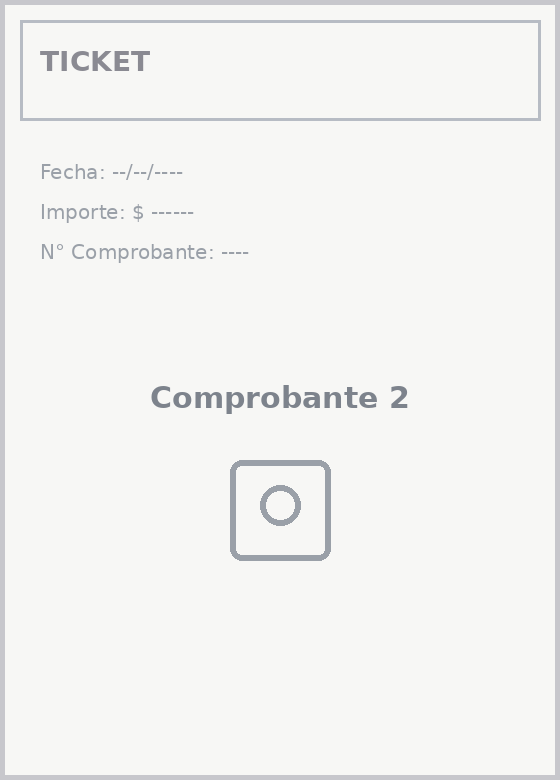 TICKET
Fecha: --/--/----
Importe: $ ------
N° Comprobante: ----
Comprobante 2